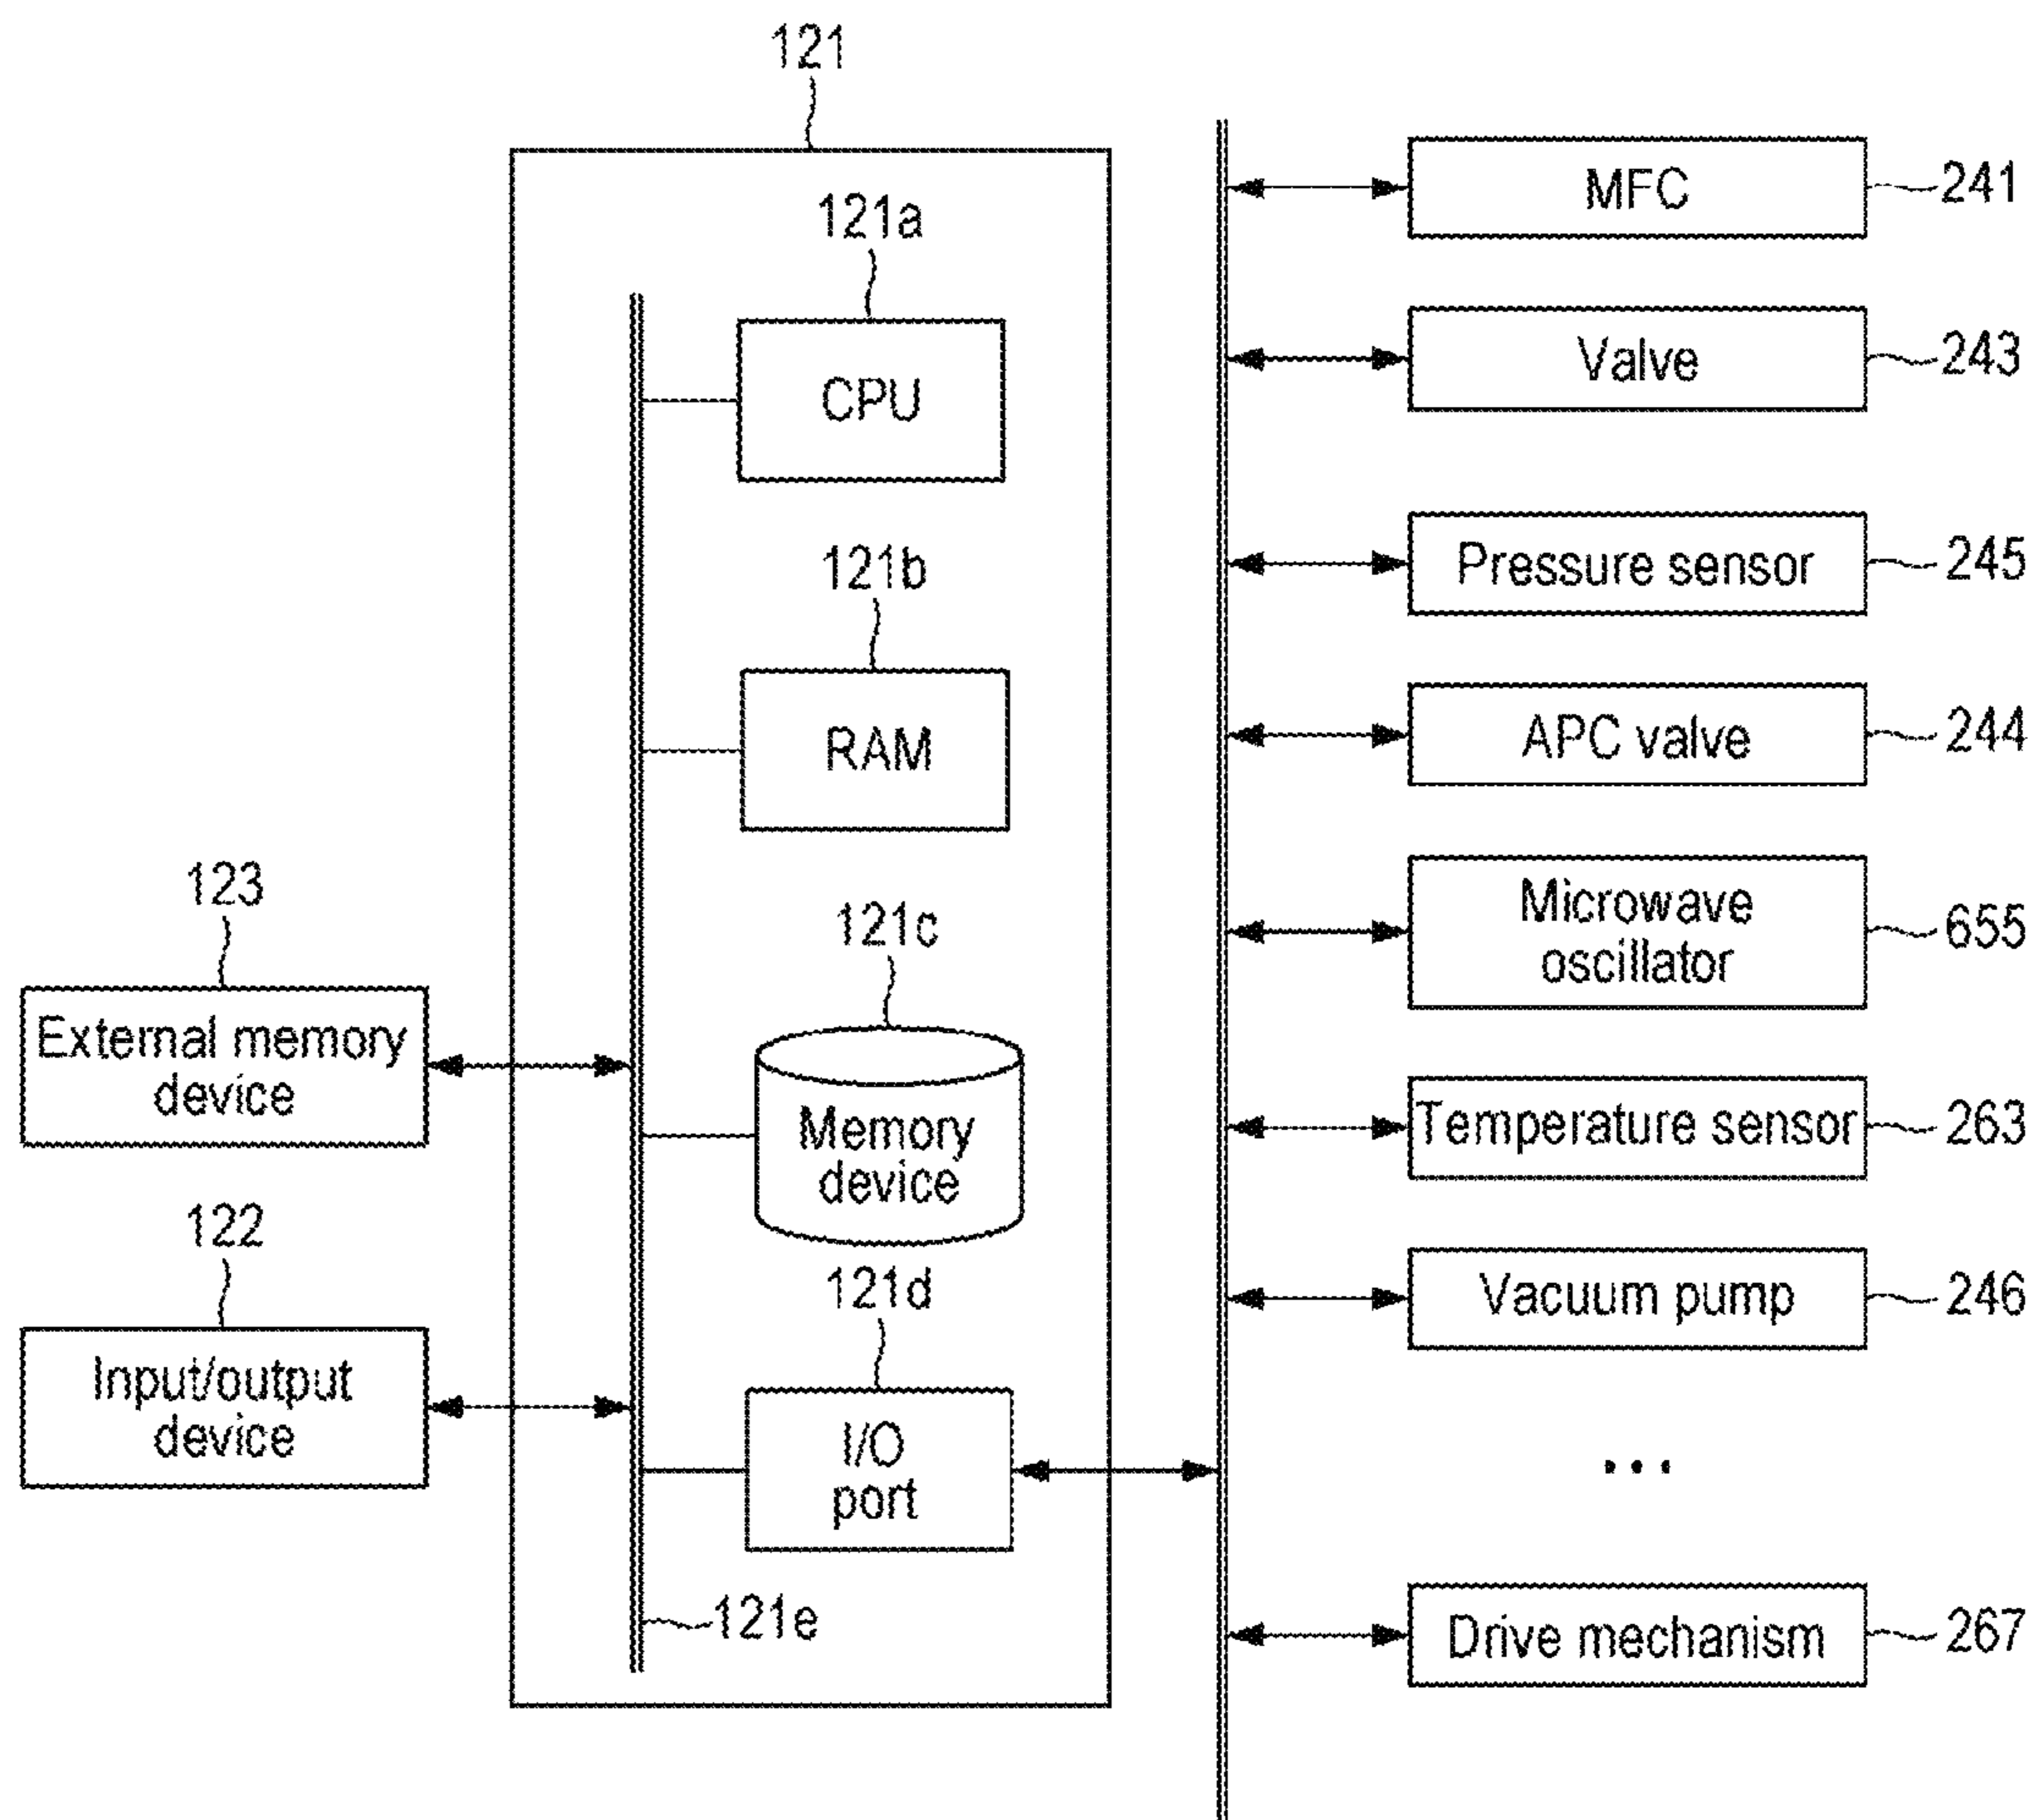 121
121a
CPU
121b
RAM
121c
Memory
device
121d
I/O
port
121e
123
External memory
device
122
Input/output
device
MFC
241
Valve
243
Pressure sensor
245
APC valve
244
Microwave
oscillator
655
Temperature sensor
263
Vacuum pump
246
...
Drive mechanism
267